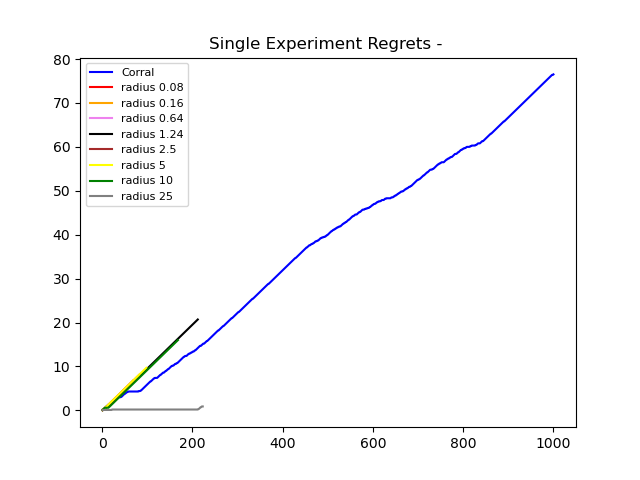 Single Experiment Regrets -
80
70
60
50
40
30
20
10
0
Corral
radius 0.08
radius 0.16
radius 0.64
radius 1.24
radius 2.5
radius 5
radius 10
radius 25
0 200 400 600 800 1000